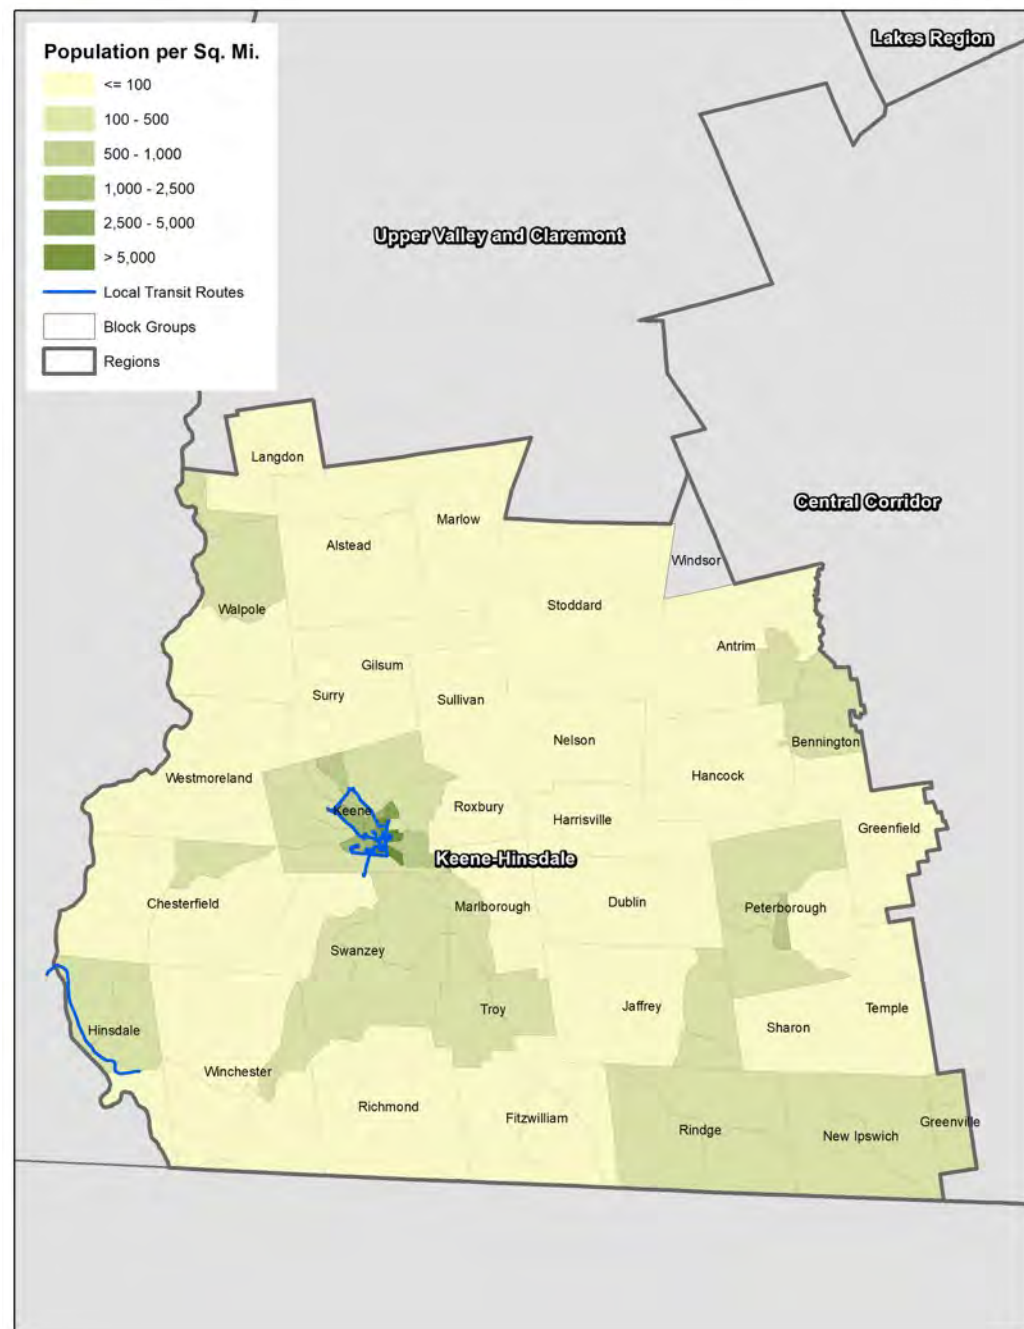 Population per Sq. Mi.
<= 100
100 - 500
500 - 1,000
1,000 - 2,500
2,500 - 5,000
> 5,000
Local Transit Routes
Block Groups
Regions
Lakes Region
Upper Valley and Claremont
Central Corridor
Langdon
Marlow
Alstead
Windsor
Stoddard
Walpole
Antrim
Gilsum
Surry
Sullivan
Nelson
Bennington
Westmoreland
Hancock
Keene
Roxbury
Harrisville
Greenfield
Keene-Hinsdale
Chesterfield
Marlborough
Dublin
Peterborough
Swanzey
Troy
Jaffrey
Temple
Sharon
Hinsdale
Winchester
Richmond
Fitzwilliam
Rindge
New Ipswich
Greenville